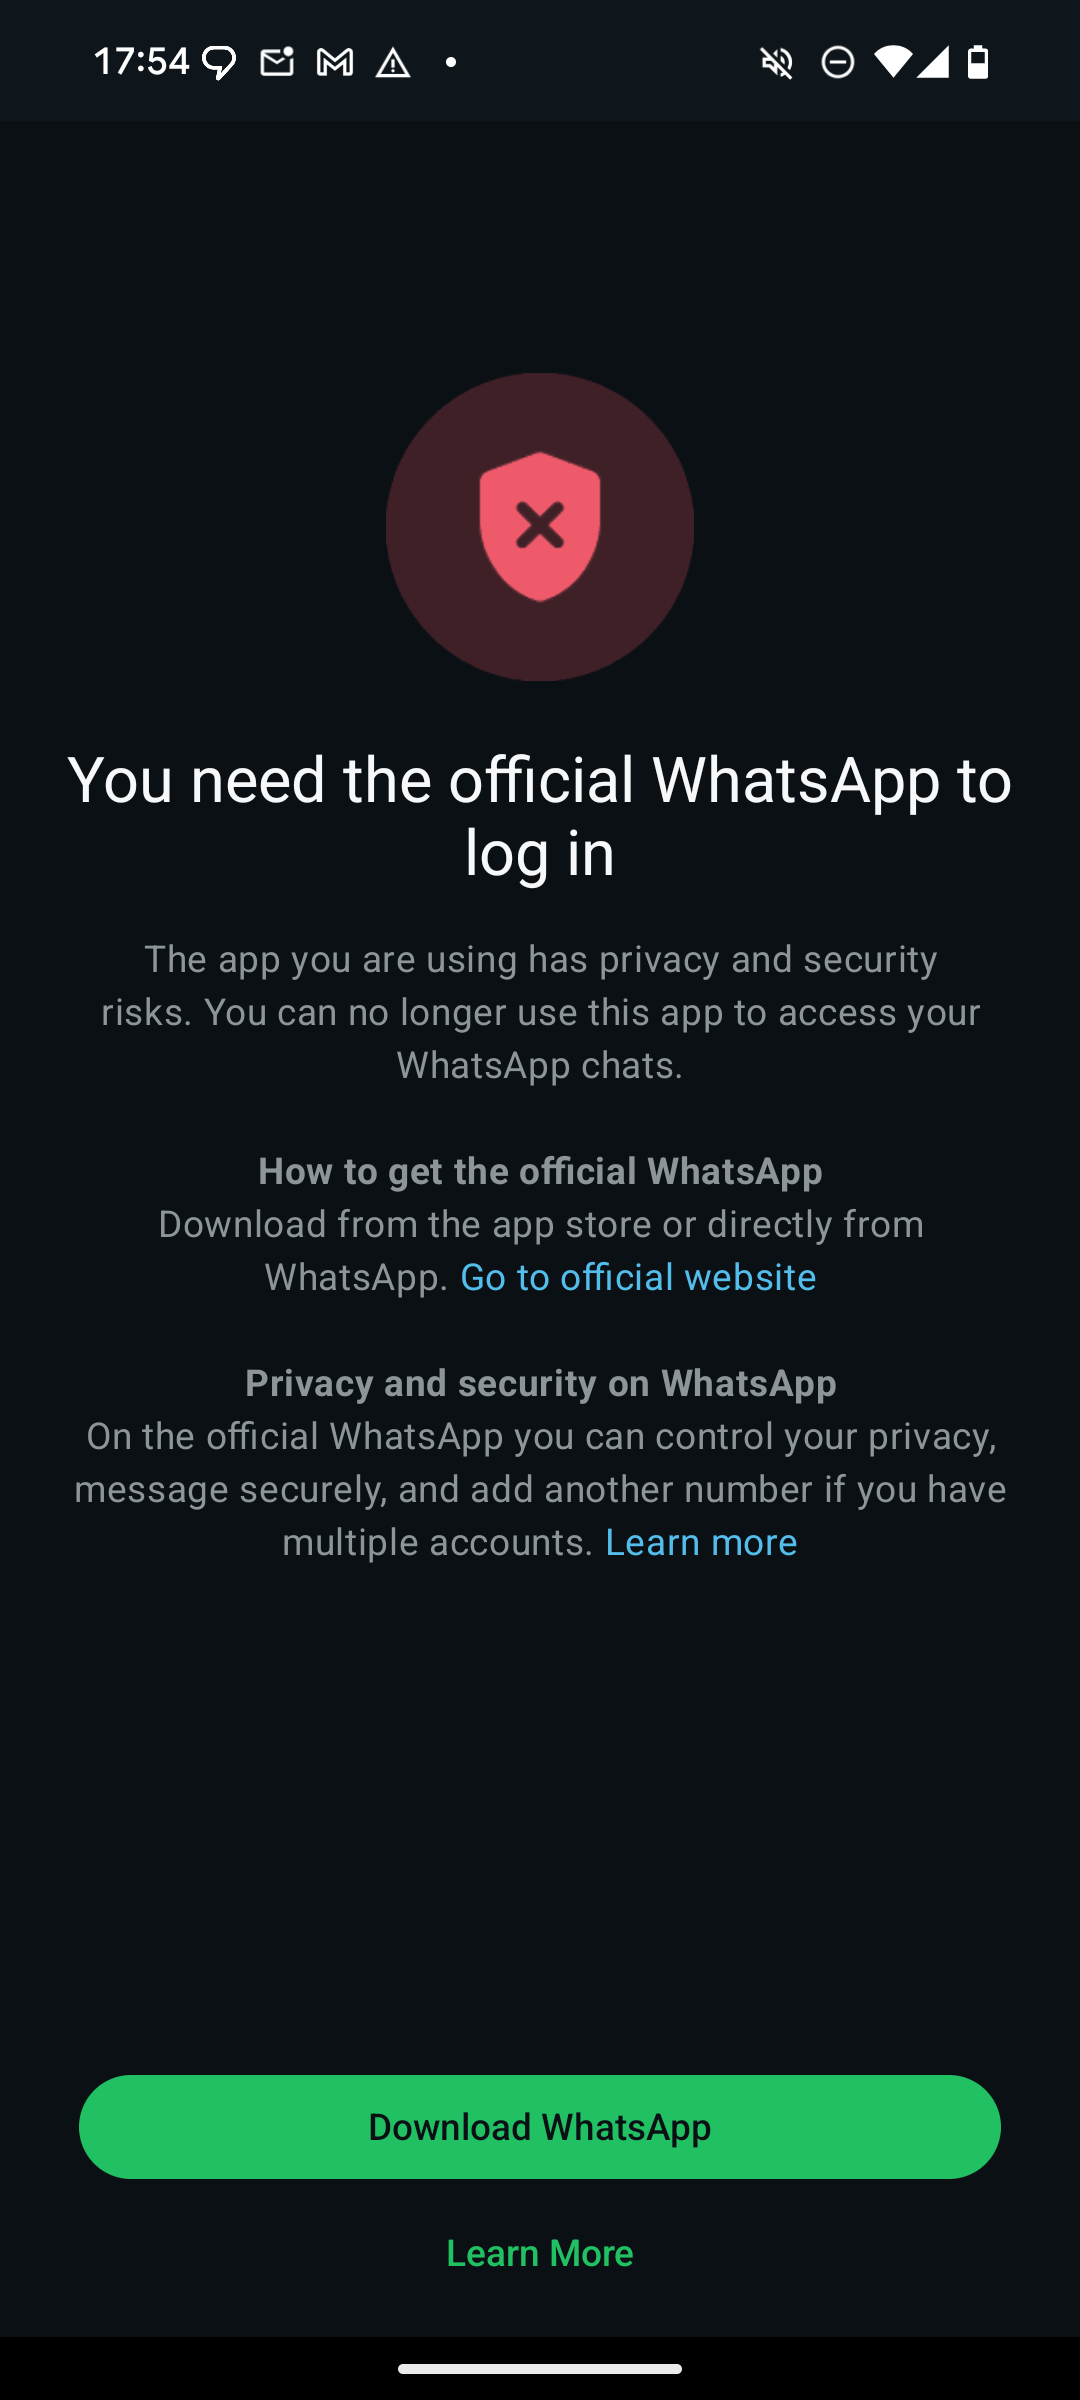 17:54
You need the official WhatsApp to
log in
The app you are using has privacy and security
risks. You can no longer use this app to access your
WhatsApp chats.
How to get the official WhatsApp
Download from the app store or directly from
WhatsApp. Go to official website
Privacy and security on WhatsApp
On the official WhatsApp you can control your privacy,
message securely, and add another number if you have
multiple accounts. Learn more
Download WhatsApp
Learn More